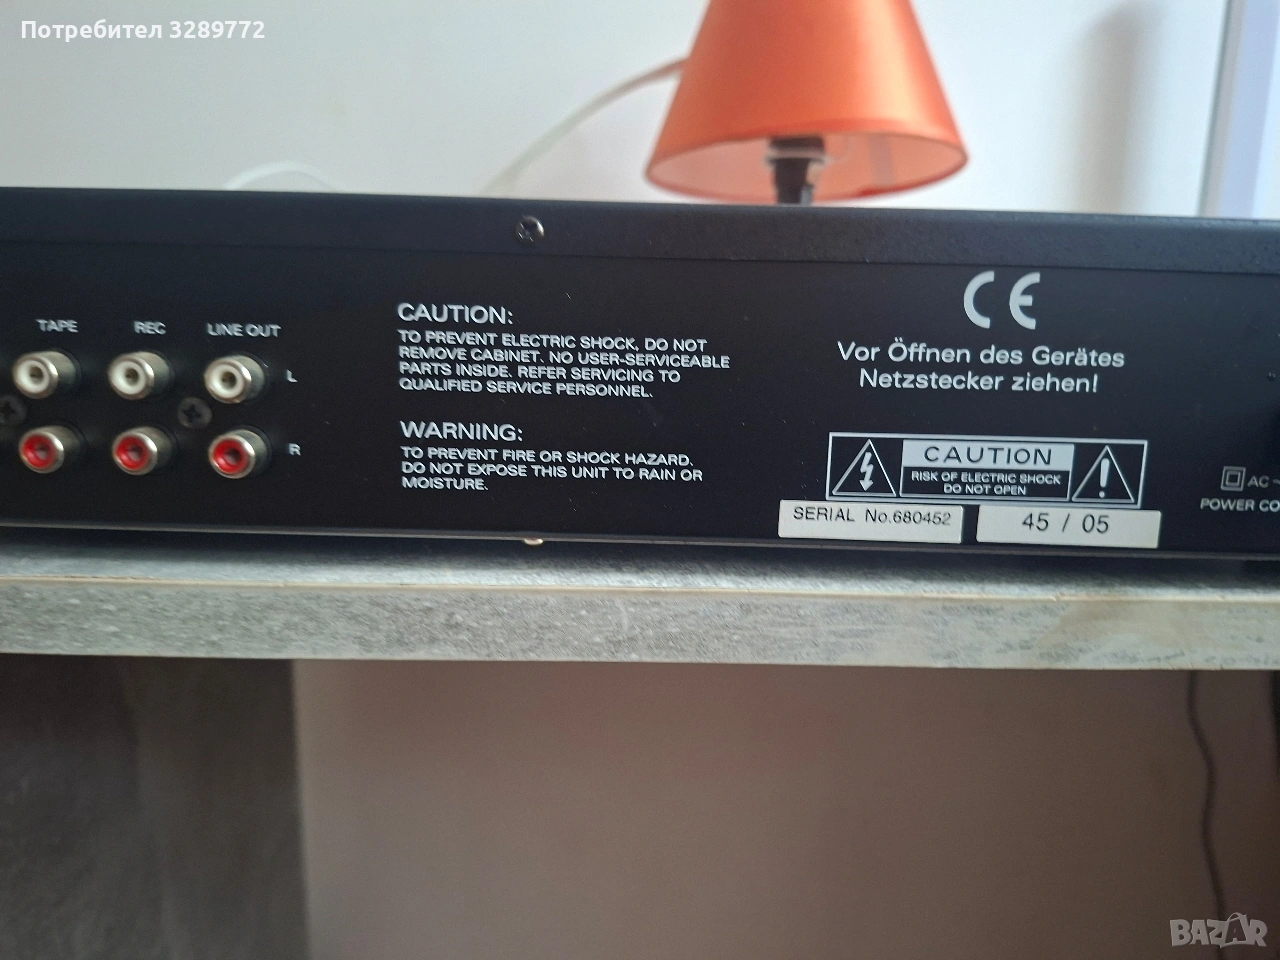 Потребител 3289772
TAPE REC LINE OUT
L
R
CAUTION:
TO PREVENT ELECTRIC SHOCK, DO NOT
REMOVE CABINET. NO USER-SERVICEABLE
PARTS INSIDE. REFER SERVICING TO
QUALIFIED SERVICE PERSONNEL.
WARNING:
TO PREVENT FIRE OR SHOCK HAZARD.
DO NOT EXPOSE THIS UNIT TO RAIN OR
MOISTURE.
CE
Vor Öffnen des Gerätes
Netzstecker ziehen!
CAUTION
RISK OF ELECTRIC SHOCK
DO NOT OPEN
SERIAL No.680452
45 / 05
AC ~
POWER CO
BAZAR